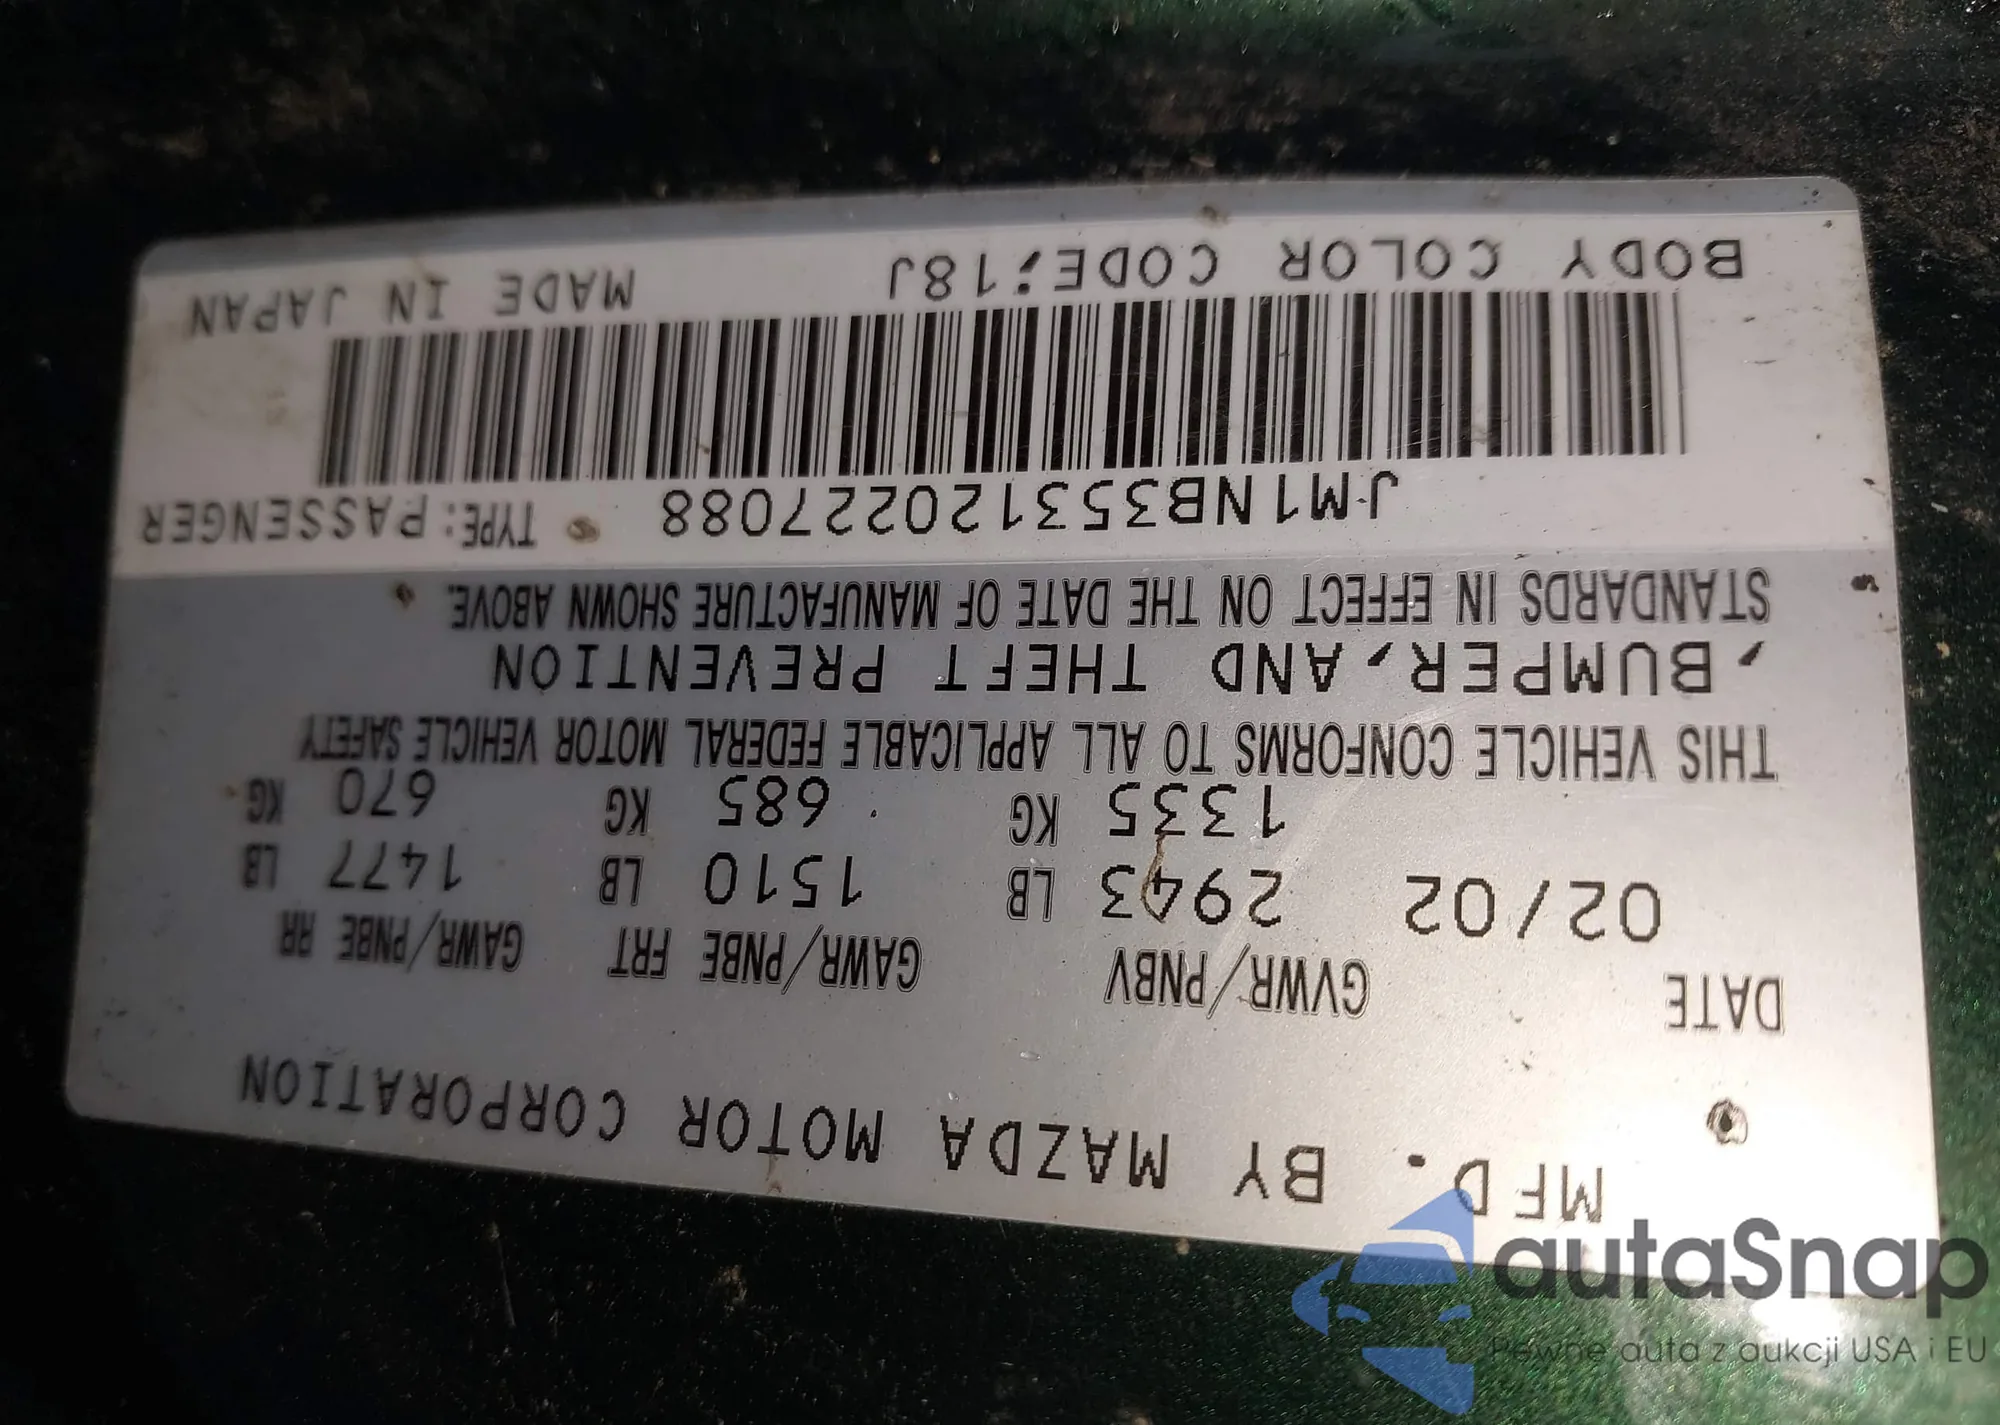 MFD. BY MAZDA MOTOR CORPORATION
DATE GVWR/PNBV GAWR/PNBE FRT GAWR/PNBE RR
02/02 2943 LB 1510 LB 1477 LB
1335 KG 685 KG 670 KG
THIS VEHICLE CONFORMS TO ALL APPLICABLE FEDERAL MOTOR VEHICLE SAFETY
,BUMPER,AND THEFT PREVENTION
STANDARDS IN EFFECT ON THE DATE OF MANUFACTURE SHOWN ABOVE.
JM1NB353120227088 TYPE:PASSENGER
BODY COLOR CODE:18J MADE IN JAPAN
autaSnap
Pewne auta z aukcji USA i EU